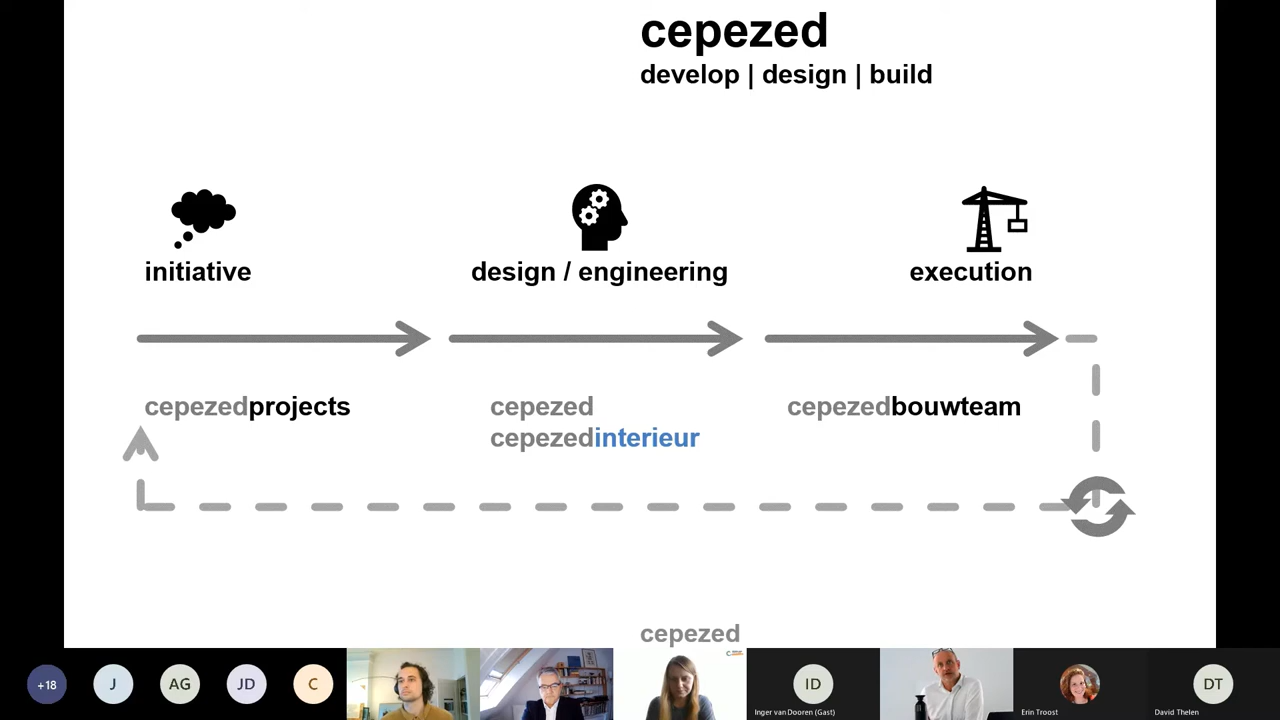 cepezed
develop | design | build
initiative
design / engineering
execution
cepezedprojects
cepezed
cepezedinterieur
cepezedbouwteam
cepezed
+18
J
AG
JD
C
ID
Inger van Dooren (Gast)
Erin Troost
DT
David Thelen